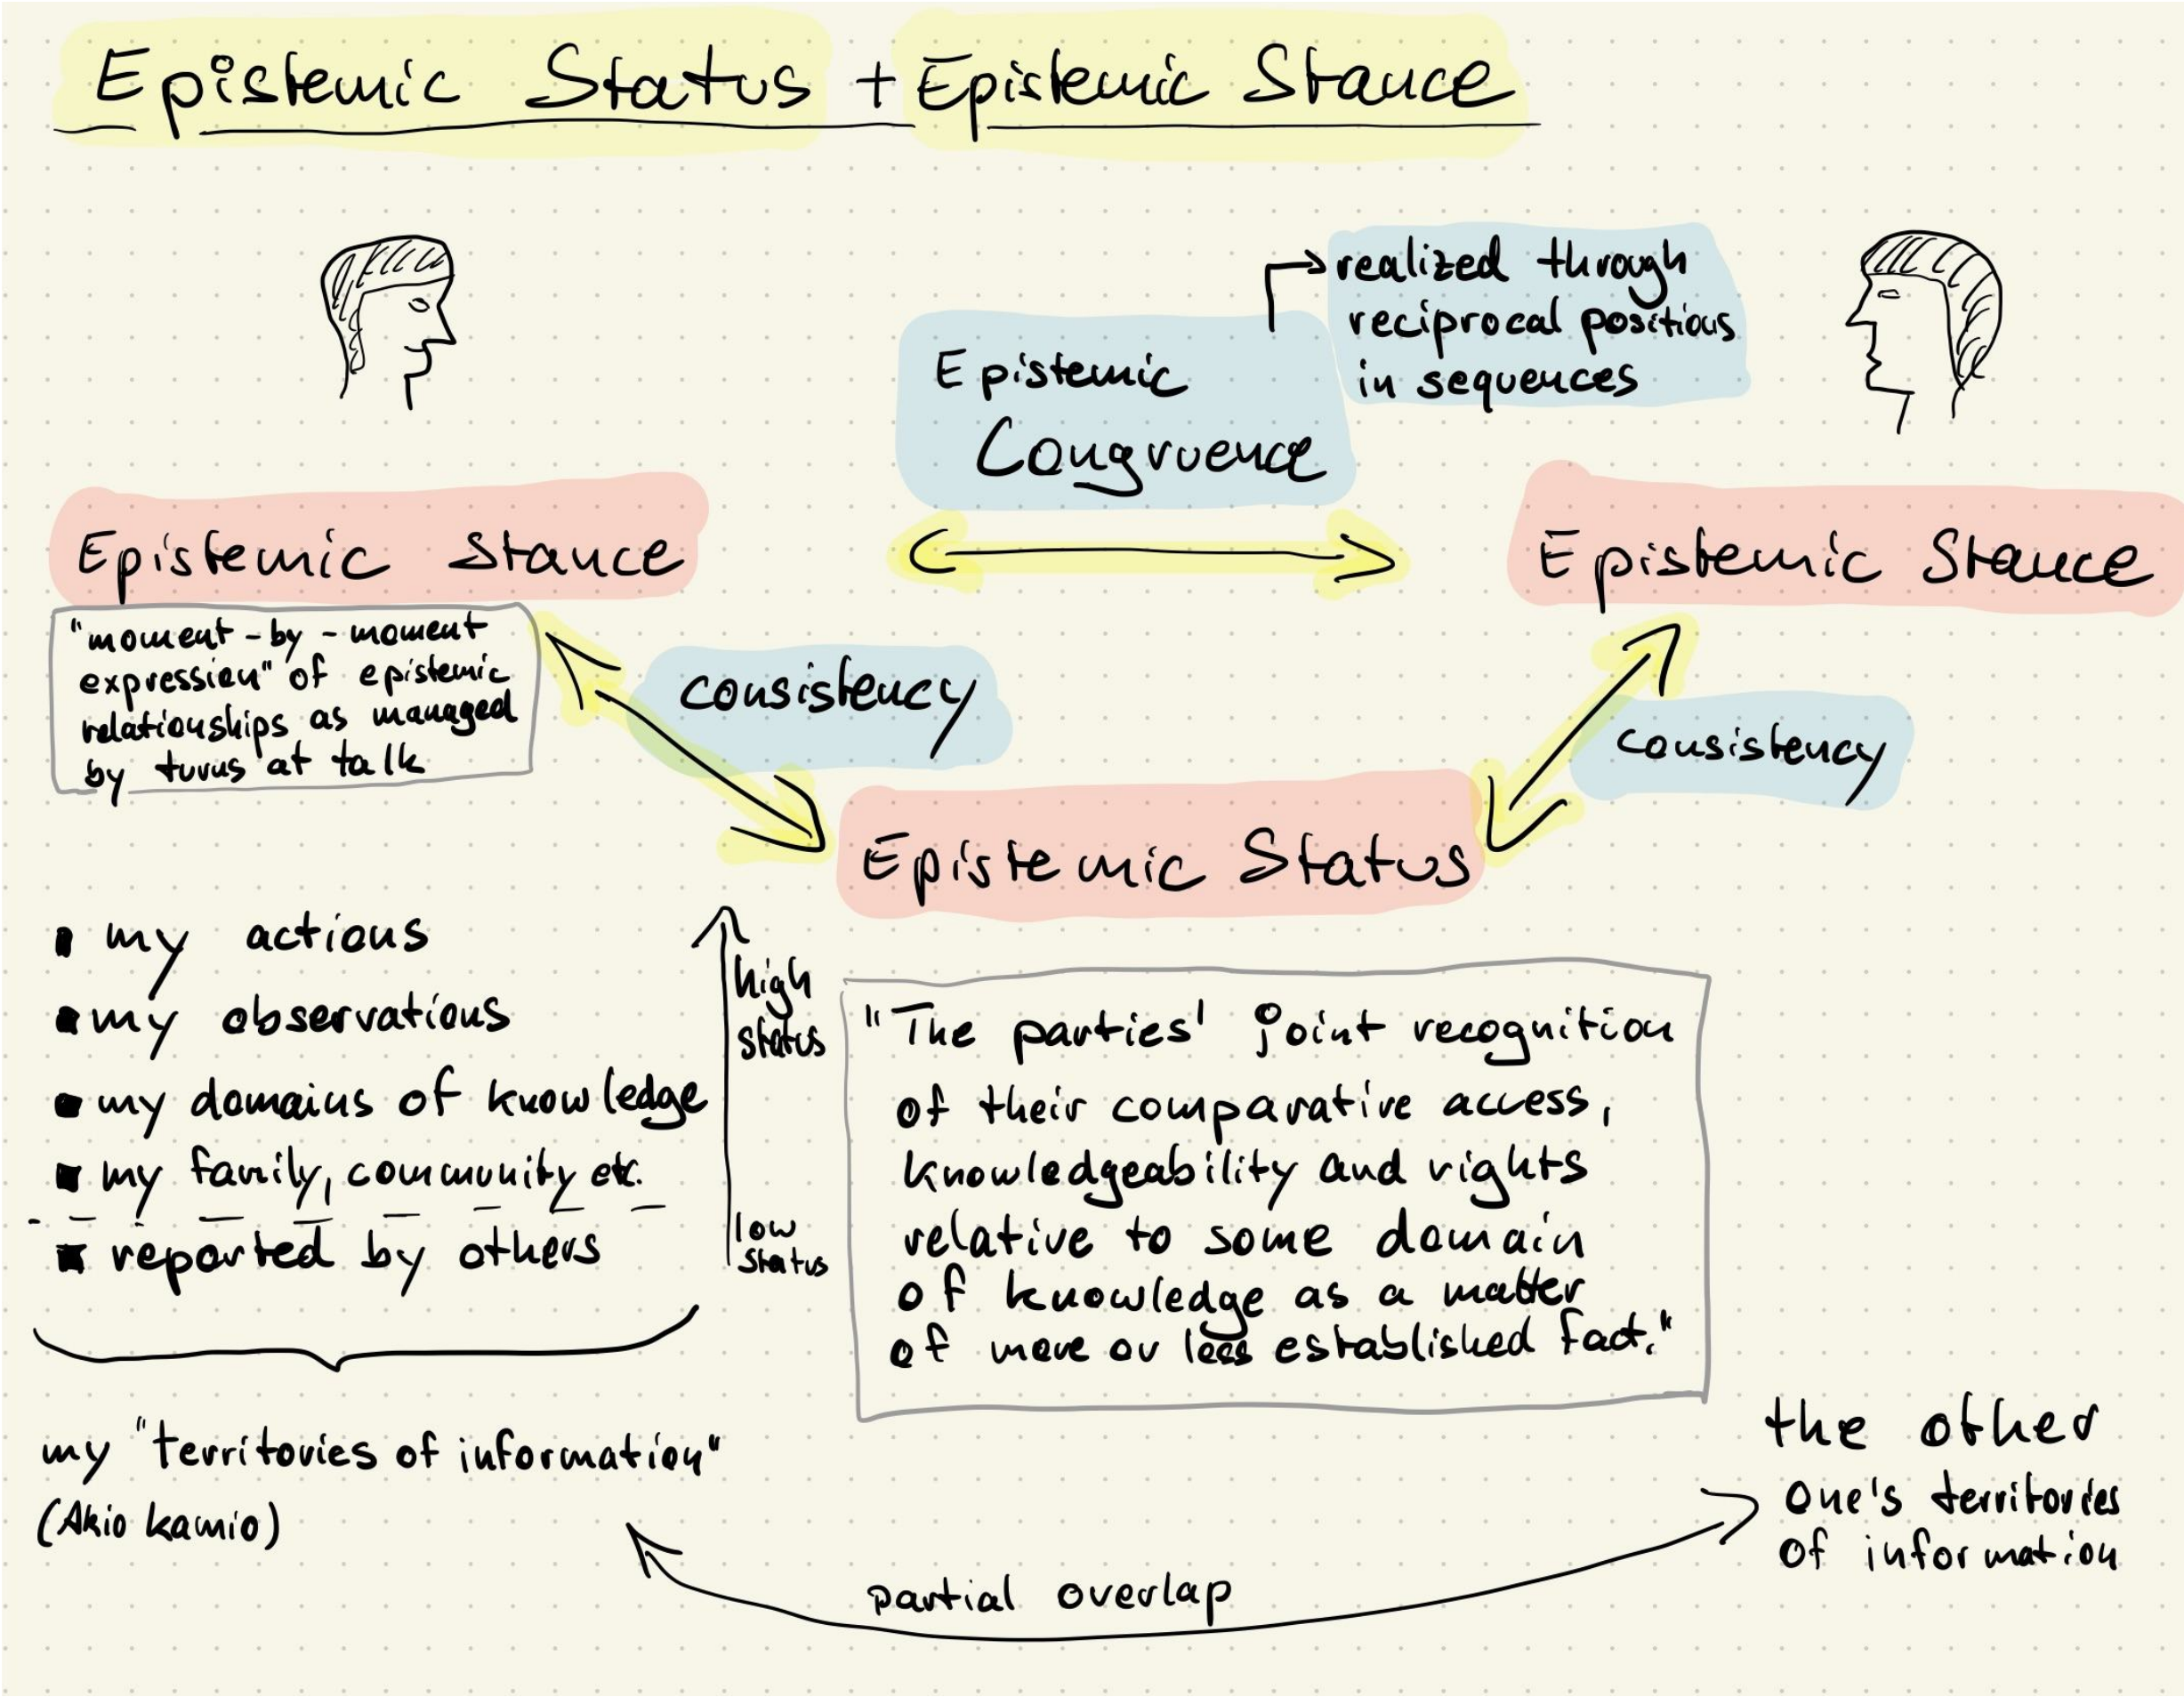 Epistemic Status + Epistemic Stance
realized through
reciprocal positions
in sequences
Epistemic
Congruence
Epistemic Stance
Epistemic Stance
"moment-by-moment
expression" of epistemic
relationships as managed
by turns at talk
consistency
consistency
Epistemic Status
▪ my actions
▪ my observations
▪ my domains of knowledge
▪ my family, community etc.
▪ reported by others
high
status
low
status
"The parties' joint recognition
of their comparative access,
knowledgeability and rights
relative to some domain
of knowledge as a matter
of more or less established fact."
my "territories of information"
(Akio Kamio)
the other
one's territories
of information
partial overlap